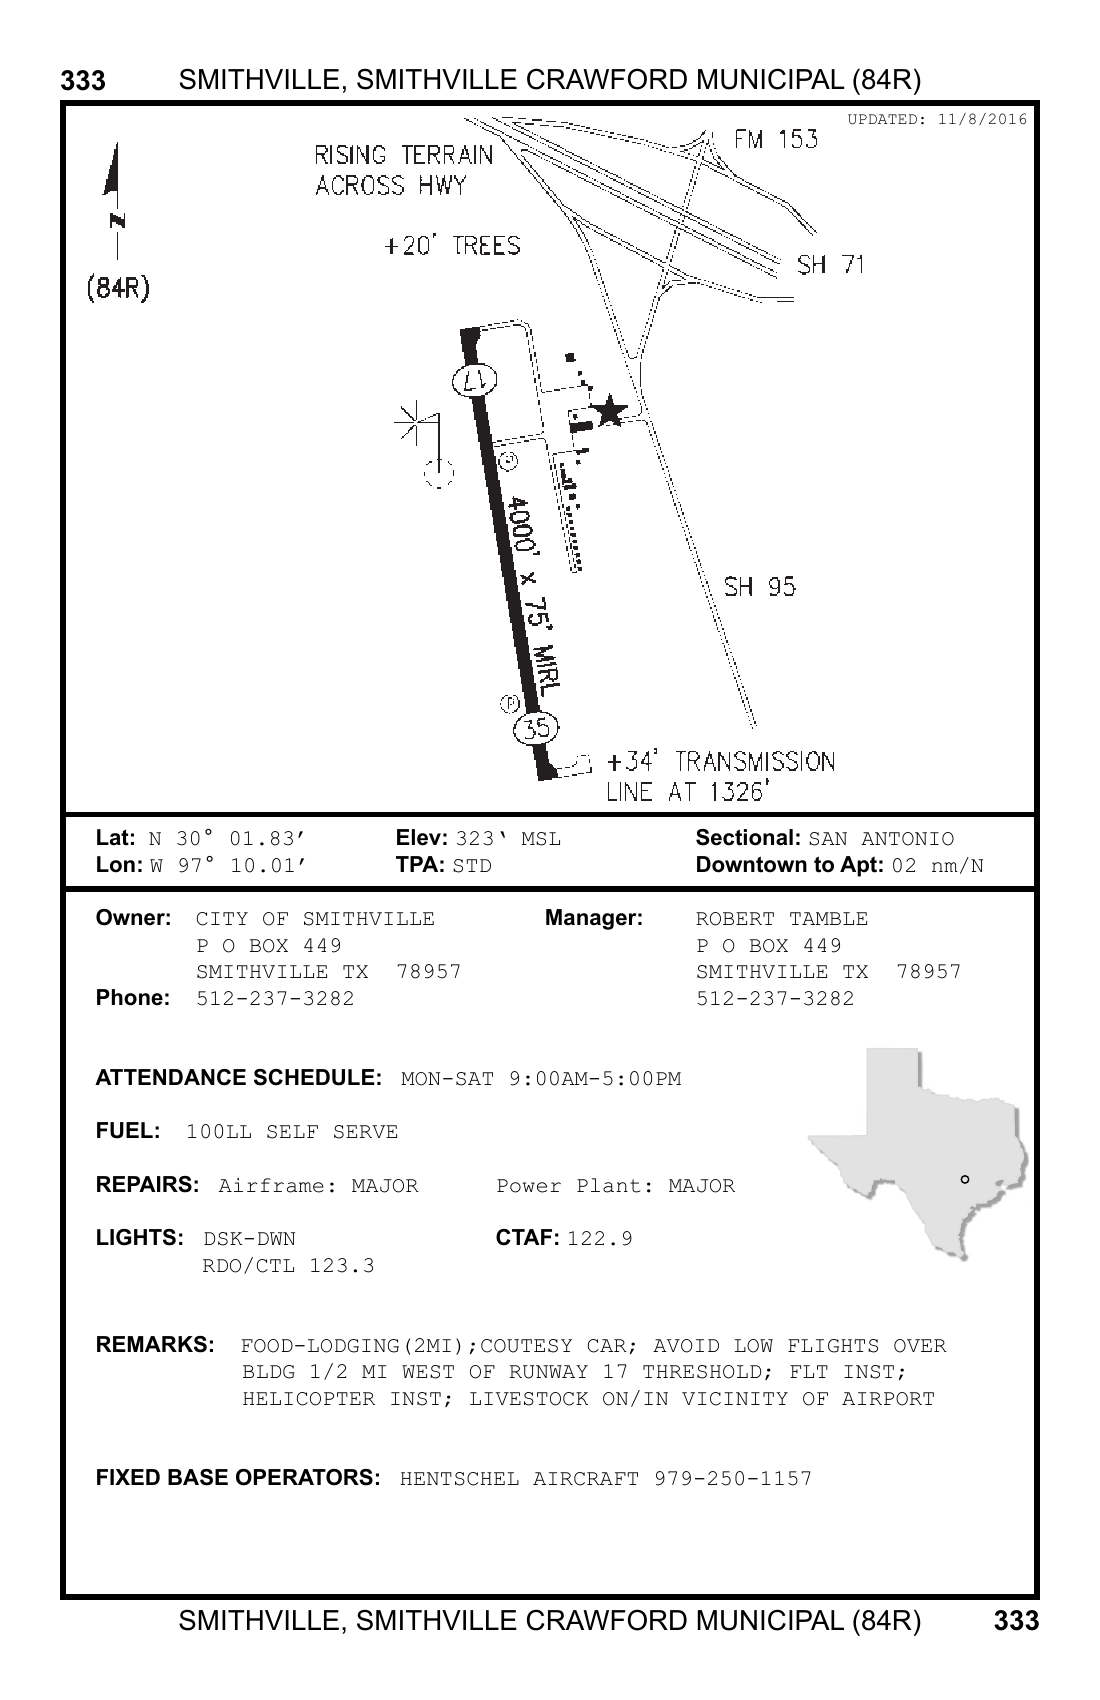 333 SMITHVILLE, SMITHVILLE CRAWFORD MUNICIPAL (84R)
UPDATED: 11/8/2016
FM 153
RISING TERRAIN
ACROSS HWY
N
+20' TREES
SH 71
(84R)
17
P
4000' x 75' MIRL
SH 95
P
35
+34' TRANSMISSION
LINE AT 1326'
Lat: N 30° 01.83’ Elev: 323‘ MSL Sectional: SAN ANTONIO
Lon: W 97° 10.01’ TPA: STD Downtown to Apt: 02 nm/N
Owner: CITY OF SMITHVILLE Manager: ROBERT TAMBLE
P O BOX 449 P O BOX 449
SMITHVILLE TX 78957 SMITHVILLE TX 78957
Phone: 512-237-3282 512-237-3282
ATTENDANCE SCHEDULE: MON-SAT 9:00AM-5:00PM
FUEL: 100LL SELF SERVE
REPAIRS: Airframe: MAJOR Power Plant: MAJOR
LIGHTS: DSK-DWN CTAF: 122.9
RDO/CTL 123.3
REMARKS: FOOD-LODGING(2MI);COUTESY CAR; AVOID LOW FLIGHTS OVER
BLDG 1/2 MI WEST OF RUNWAY 17 THRESHOLD; FLT INST;
HELICOPTER INST; LIVESTOCK ON/IN VICINITY OF AIRPORT
FIXED BASE OPERATORS: HENTSCHEL AIRCRAFT 979-250-1157
SMITHVILLE, SMITHVILLE CRAWFORD MUNICIPAL (84R) 333